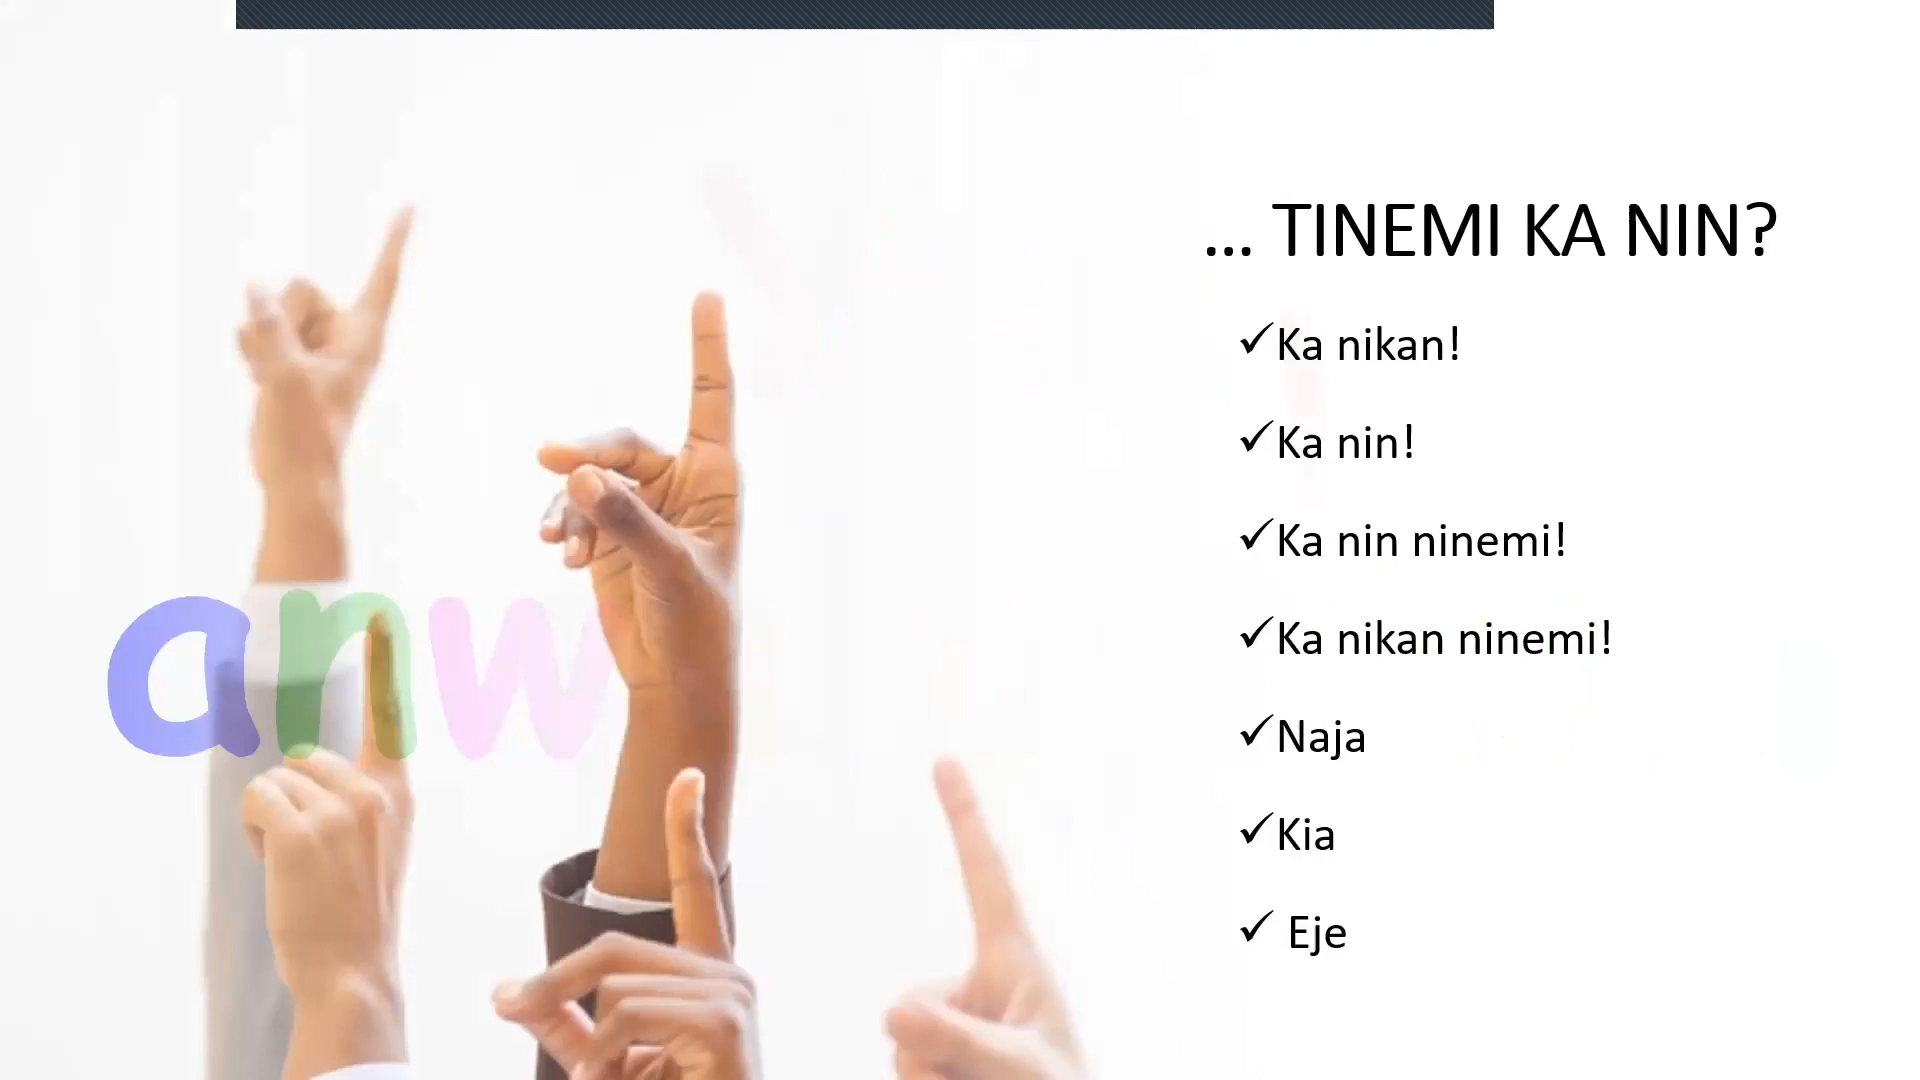 ... TINEMI KA NIN?
Ka nikan!
Ka nin!
Ka nin ninemi!
Ka nikan ninemi!
Naja
Kia
Eje
anw